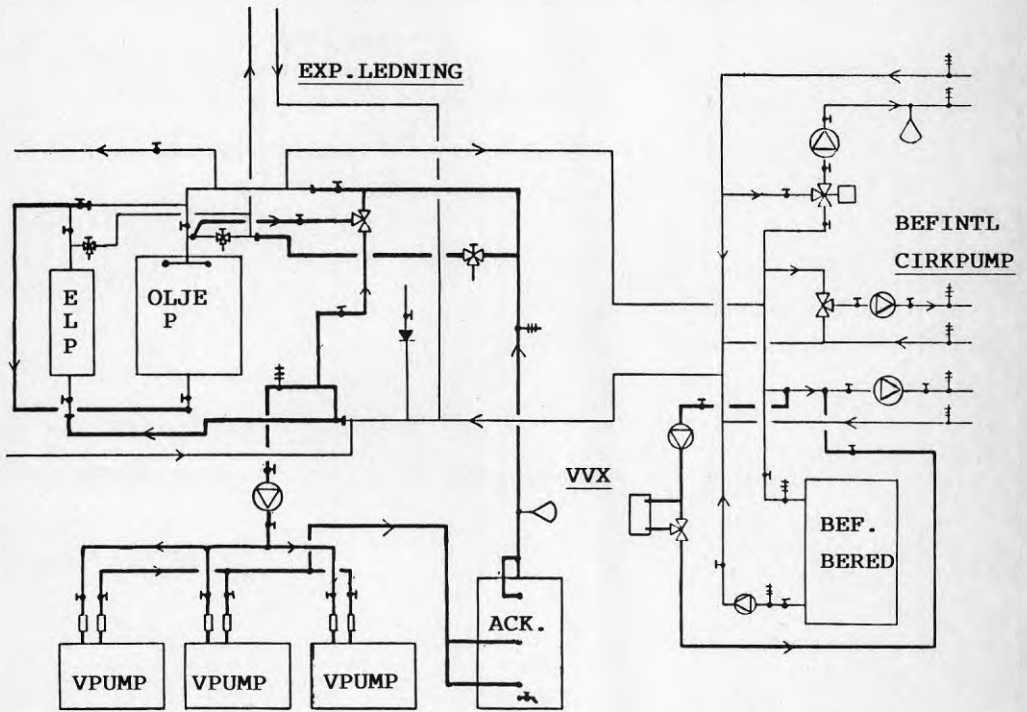 EXP.LEDNING
BEFINTL
CIRKPUMP
E
L
P
OLJE
P
VVX
BEF.
BERED
ACK.
VPUMP
VPUMP
VPUMP